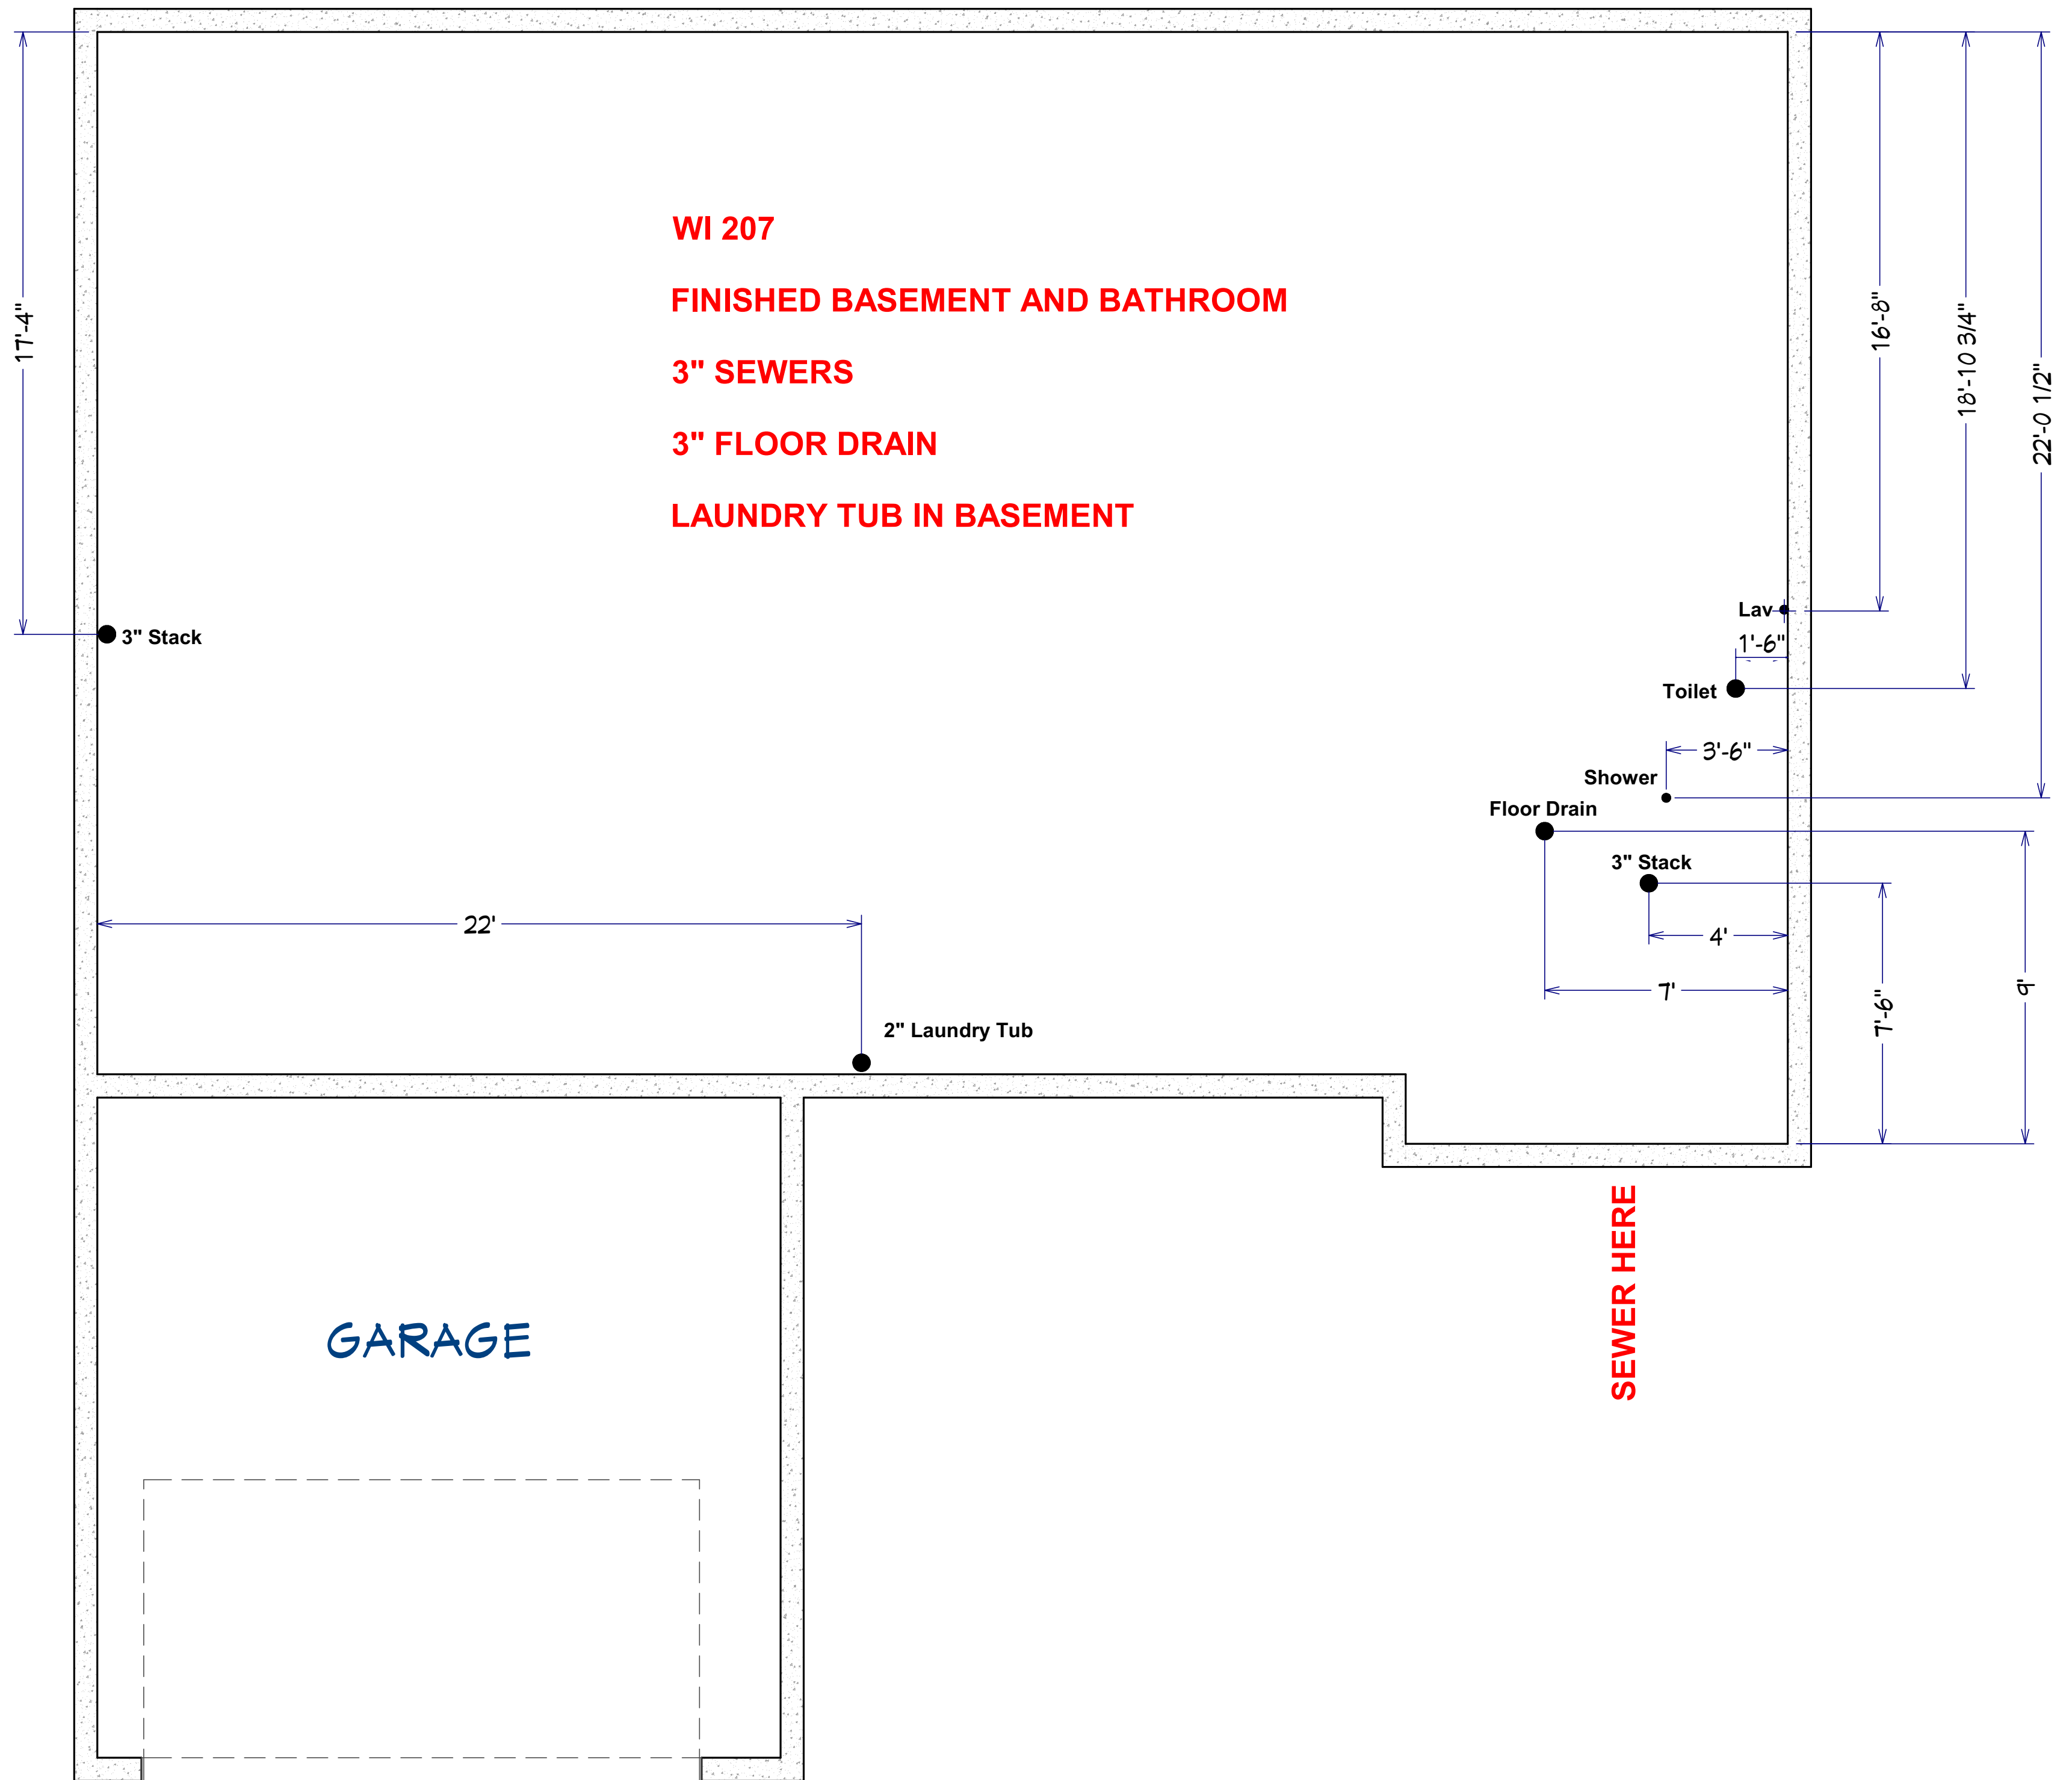 WI 207
FINISHED BASEMENT AND BATHROOM
3" SEWERS
3" FLOOR DRAIN
LAUNDRY TUB IN BASEMENT
17'-4"
16'-8"
18'-10 3/4"
22'-0 1/2"
Lav
3" Stack
1'-6"
Toilet
3'-6"
Shower
Floor Drain
3" Stack
22'
4'
7'
9'
7'-6"
2" Laundry Tub
SEWER HERE
GARAGE